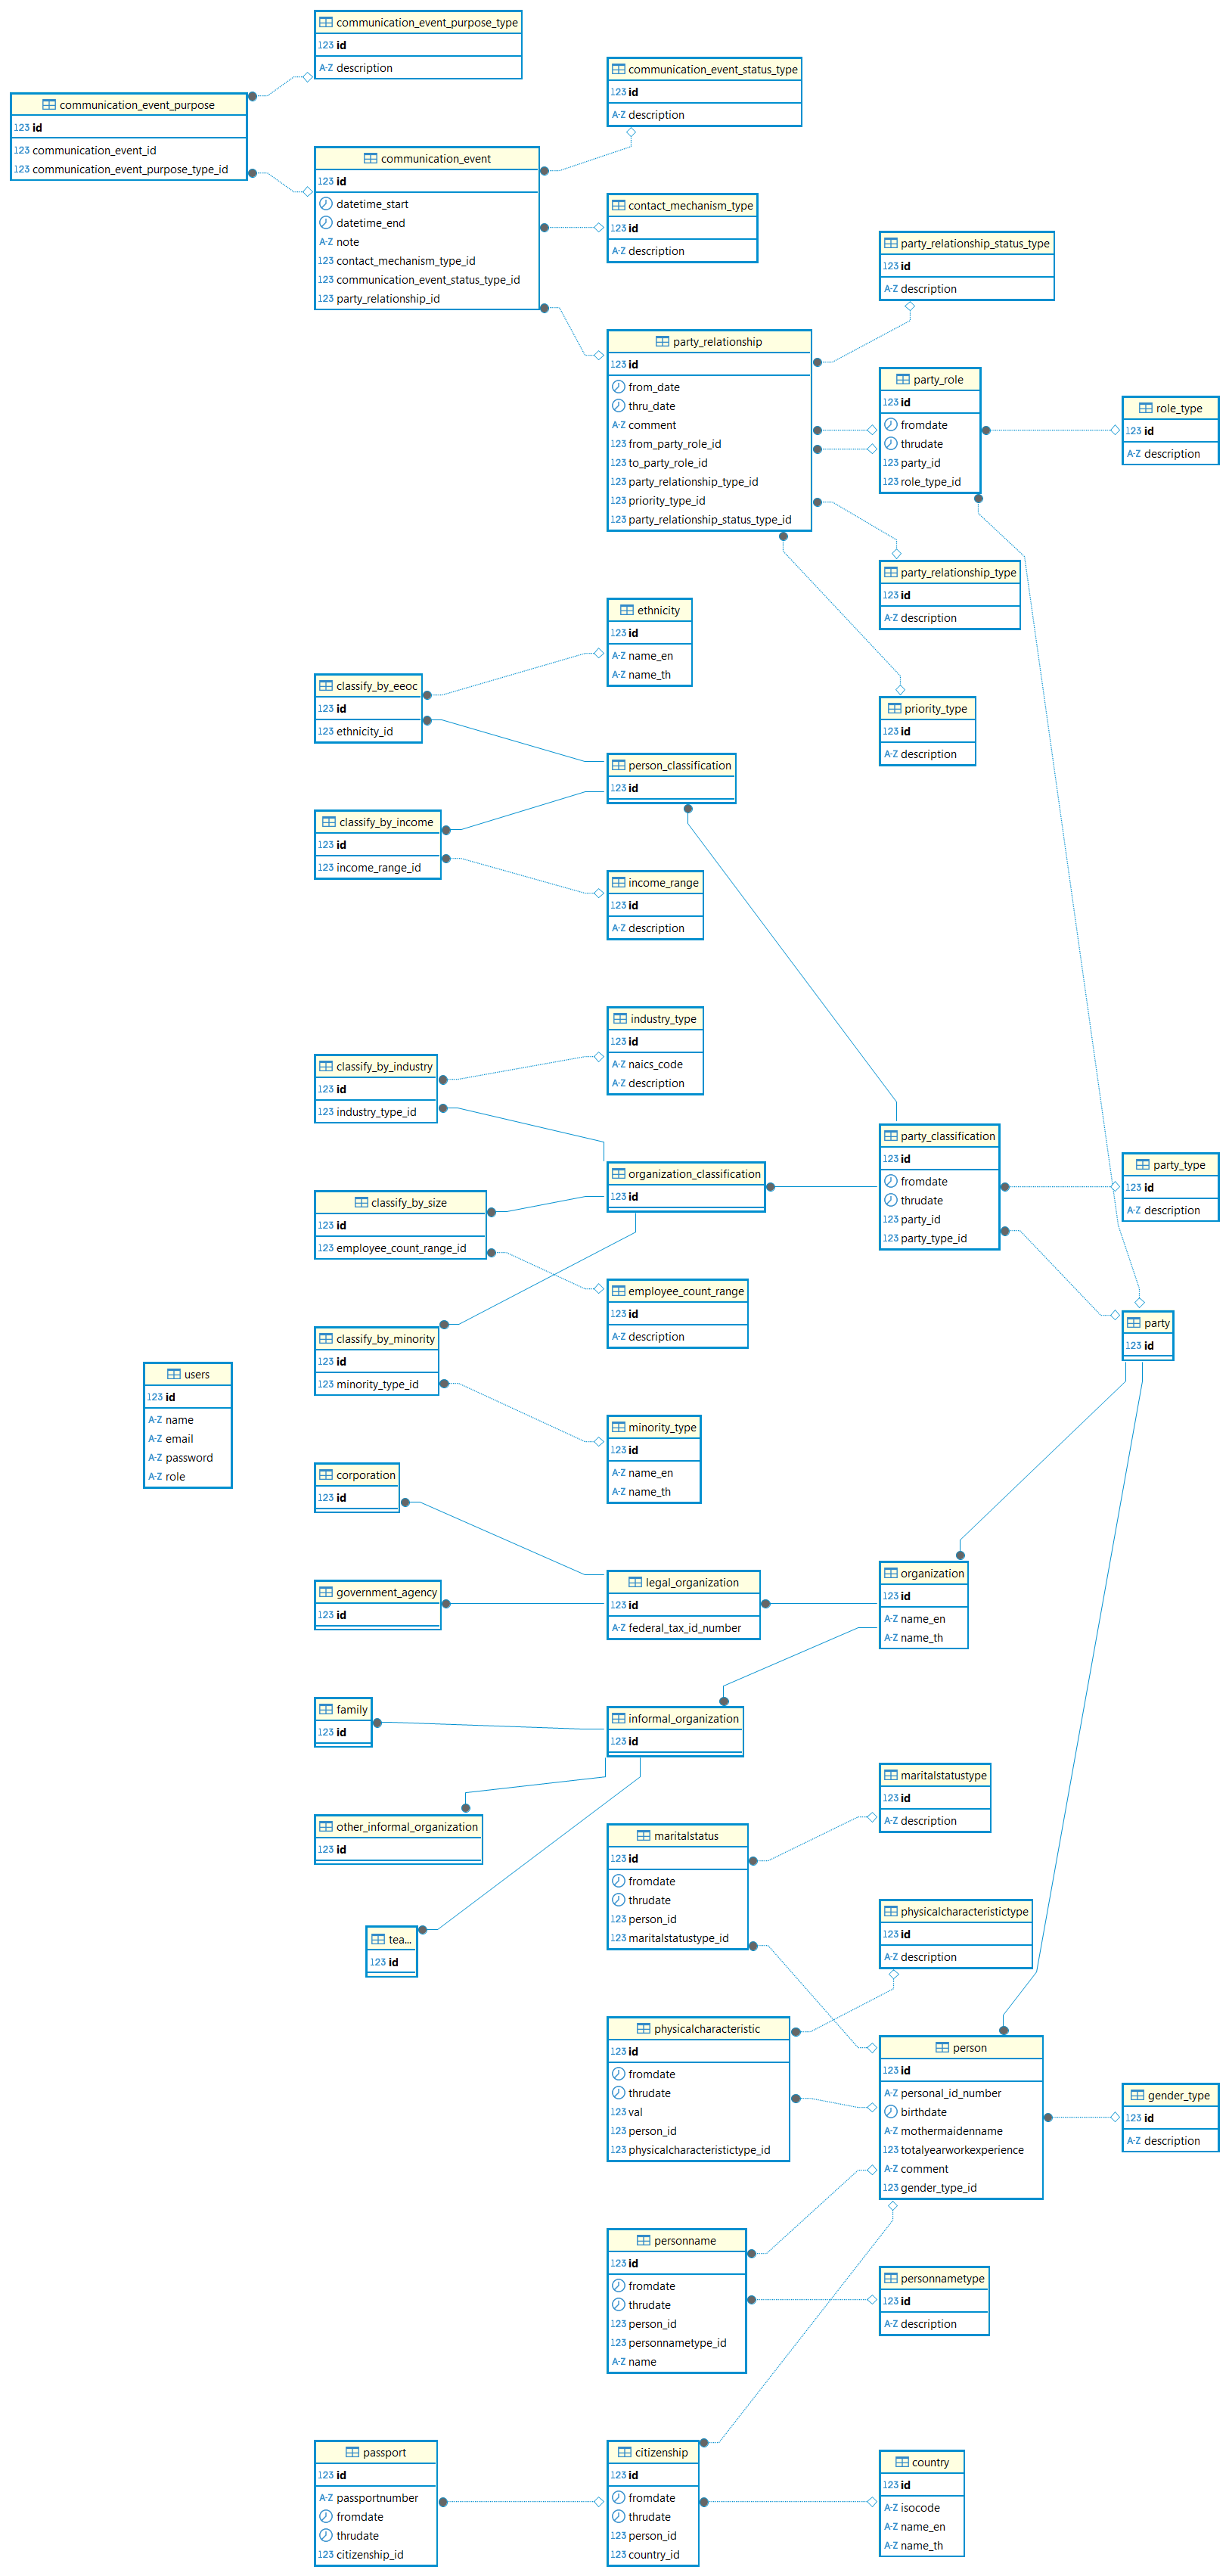 communication_event_purpose_type
123 id
A-Z description
communication_event_purpose
123 id
123 communication_event_id
123 communication_event_purpose_type_id
communication_event_status_type
123 id
A-Z description
communication_event
123 id
datetime_start
datetime_end
A-Z note
123 contact_mechanism_type_id
123 communication_event_status_type_id
123 party_relationship_id
contact_mechanism_type
123 id
A-Z description
party_relationship_status_type
123 id
A-Z description
party_relationship
123 id
from_date
thru_date
A-Z comment
123 from_party_role_id
123 to_party_role_id
123 party_relationship_type_id
123 priority_type_id
123 party_relationship_status_type_id
party_role
123 id
fromdate
thrudate
123 party_id
123 role_type_id
role_type
123 id
A-Z description
party_relationship_type
123 id
A-Z description
ethnicity
123 id
A-Z name_en
A-Z name_th
classify_by_eeoc
123 id
123 ethnicity_id
priority_type
123 id
A-Z description
person_classification
123 id
classify_by_income
123 id
123 income_range_id
income_range
123 id
A-Z description
industry_type
123 id
A-Z naics_code
A-Z description
classify_by_industry
123 id
123 industry_type_id
party_classification
123 id
fromdate
thrudate
123 party_id
123 party_type_id
party_type
123 id
A-Z description
organization_classification
123 id
classify_by_size
123 id
123 employee_count_range_id
employee_count_range
123 id
A-Z description
party
123 id
classify_by_minority
123 id
123 minority_type_id
users
123 id
A-Z name
A-Z email
A-Z password
A-Z role
minority_type
123 id
A-Z name_en
A-Z name_th
corporation
123 id
organization
123 id
A-Z name_en
A-Z name_th
legal_organization
123 id
A-Z federal_tax_id_number
government_agency
123 id
family
123 id
informal_organization
123 id
maritalstatustype
123 id
A-Z description
other_informal_organization
123 id
maritalstatus
123 id
fromdate
thrudate
123 person_id
123 maritalstatustype_id
physicalcharacteristictype
123 id
A-Z description
tea...
123 id
physicalcharacteristic
123 id
fromdate
thrudate
123 val
123 person_id
123 physicalcharacteristictype_id
person
123 id
A-Z personal_id_number
birthdate
A-Z mothermaidenname
123 totalyearworkexperience
A-Z comment
123 gender_type_id
gender_type
123 id
A-Z description
personname
123 id
fromdate
thrudate
123 person_id
123 personnametype_id
A-Z name
personnametype
123 id
A-Z description
passport
123 id
A-Z passportnumber
fromdate
thrudate
123 citizenship_id
citizenship
123 id
fromdate
thrudate
123 person_id
123 country_id
country
123 id
A-Z isocode
A-Z name_en
A-Z name_th